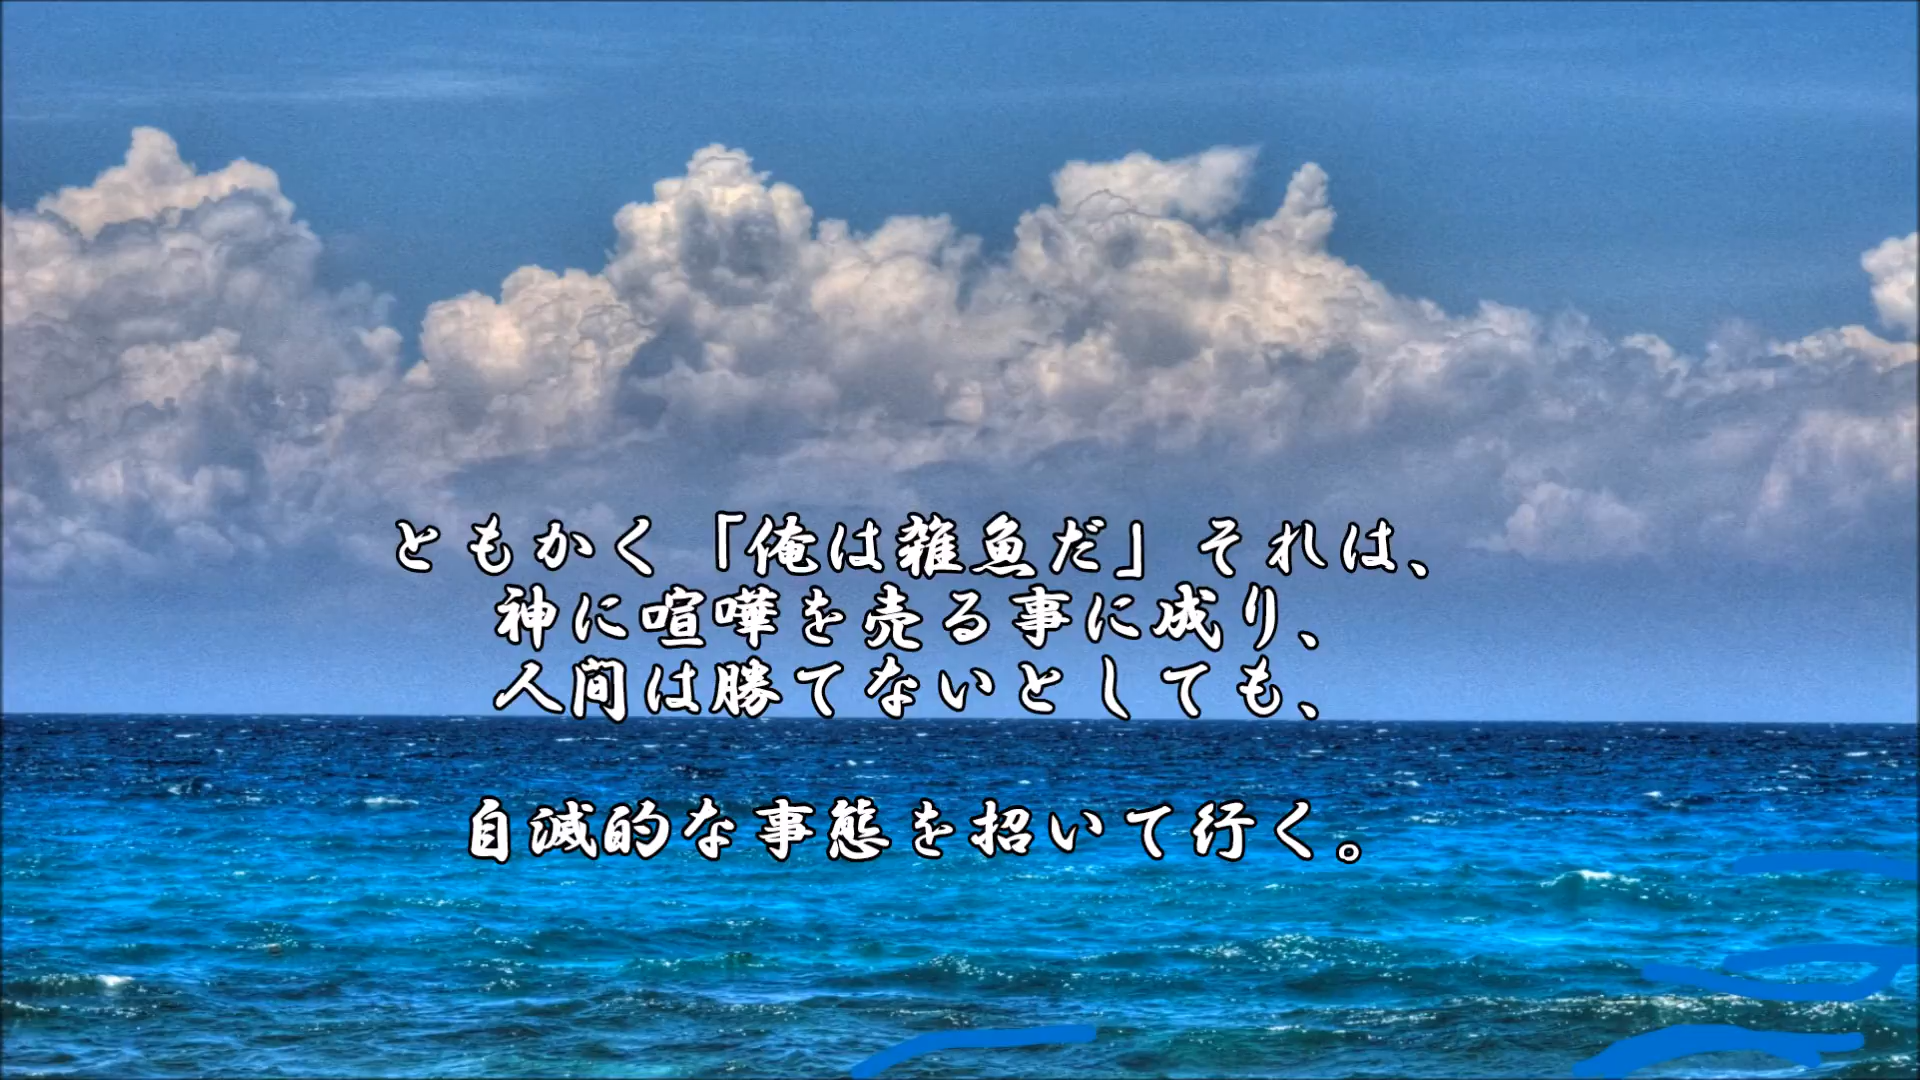 ともかく「俺は雑魚だ」それは、
神に喧嘩を売る事に成り、
人間は勝てないとしても、
自滅的な事態を招いて行く。